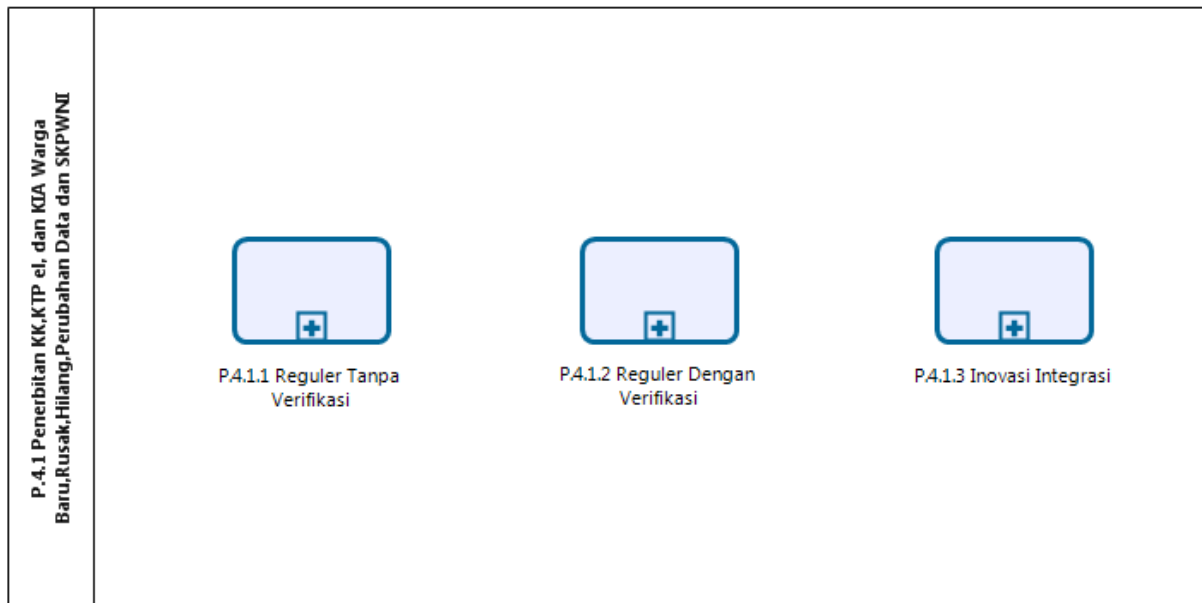 P.4.1 Penerbitan KK,KTP el, dan KIA Warga
Baru,Rusak,Hilang,Perubahan Data dan SKPWNI
P.4.1.1 Reguler Tanpa
Verifikasi
P.4.1.2 Reguler Dengan
Verifikasi
P.4.1.3 Inovasi Integrasi